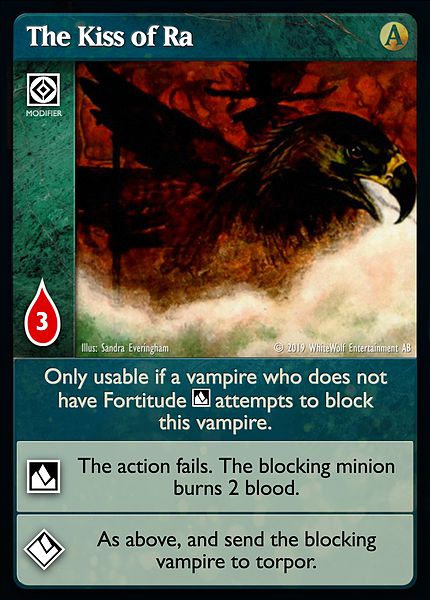 The Kiss of Ra
A
MODIFIER
3
Illus: Sandra Everingham
© 2019 WhiteWolf Entertainment AB
Only usable if a vampire who does not
have Fortitude attempts to block
this vampire.
The action fails. The blocking minion
burns 2 blood.
As above, and send the blocking
vampire to torpor.